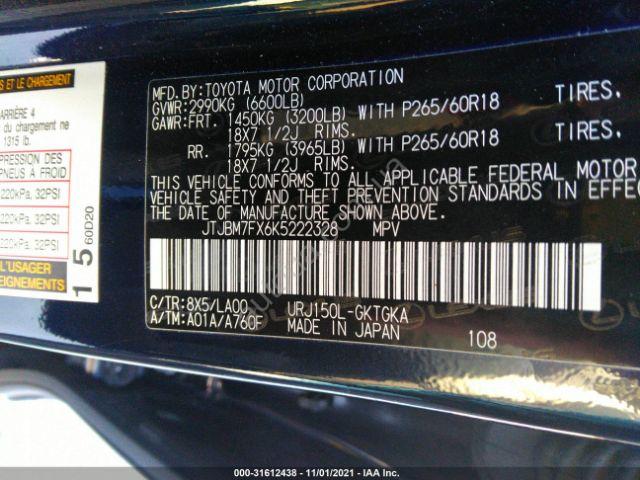 MFD.BY:TOYOTA MOTOR CORPORATION
GVWR:2990KG (6600LB)
GAWR:FRT. 1450KG (3200LB) WITH P265/60R18 TIRES,
18X7 1/2J RIMS.
RR. 1795KG (3965LB) WITH P265/60R18 TIRES,
18X7 1/2J RIMS.
THIS VEHICLE CONFORMS TO ALL APPLICABLE FEDERAL MOTOR
VEHICLE SAFETY AND THEFT PREVENTION STANDARDS IN EFFEC
THE DATE OF MANUFACTURE SHOWN ABOVE.
JTJBM7FX6K5222328 MPV
C/TR:8X5/LA00 URJ150L-GKTGKA
A/TM:A01A/A760F MADE IN JAPAN 108
S ET LE
ARRIÈRE 4
du chargement ne
1315 lb.
PRESSION DES
PNEUS À FROID
220kPa, 32PSI
220kPa, 32PSI
220kPa, 32PSI
L'USAGER
EIGNEMENTS
1 5 60D20
000-31612438 - 11/01/2021 - IAA Inc.